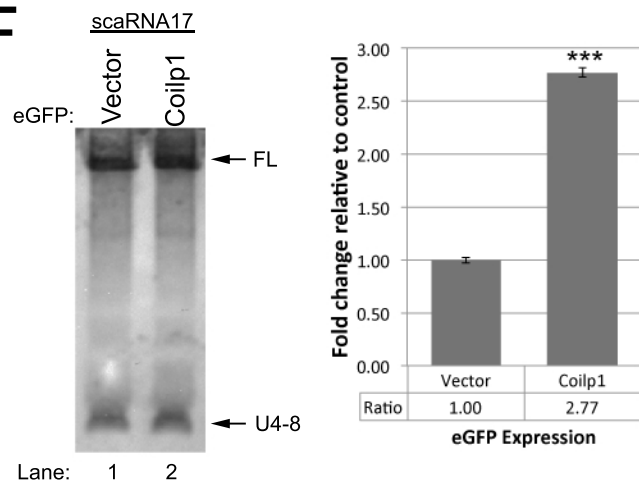 scaRNA17
eGFP: Vector Coilp1
FL
U4-8
Lane: 1 2
Fold change relative to control
3.00
2.50
2.00
1.50
1.00
0.50
0.00
***
Vector Coilp1
Ratio 1.00 2.77
eGFP Expression